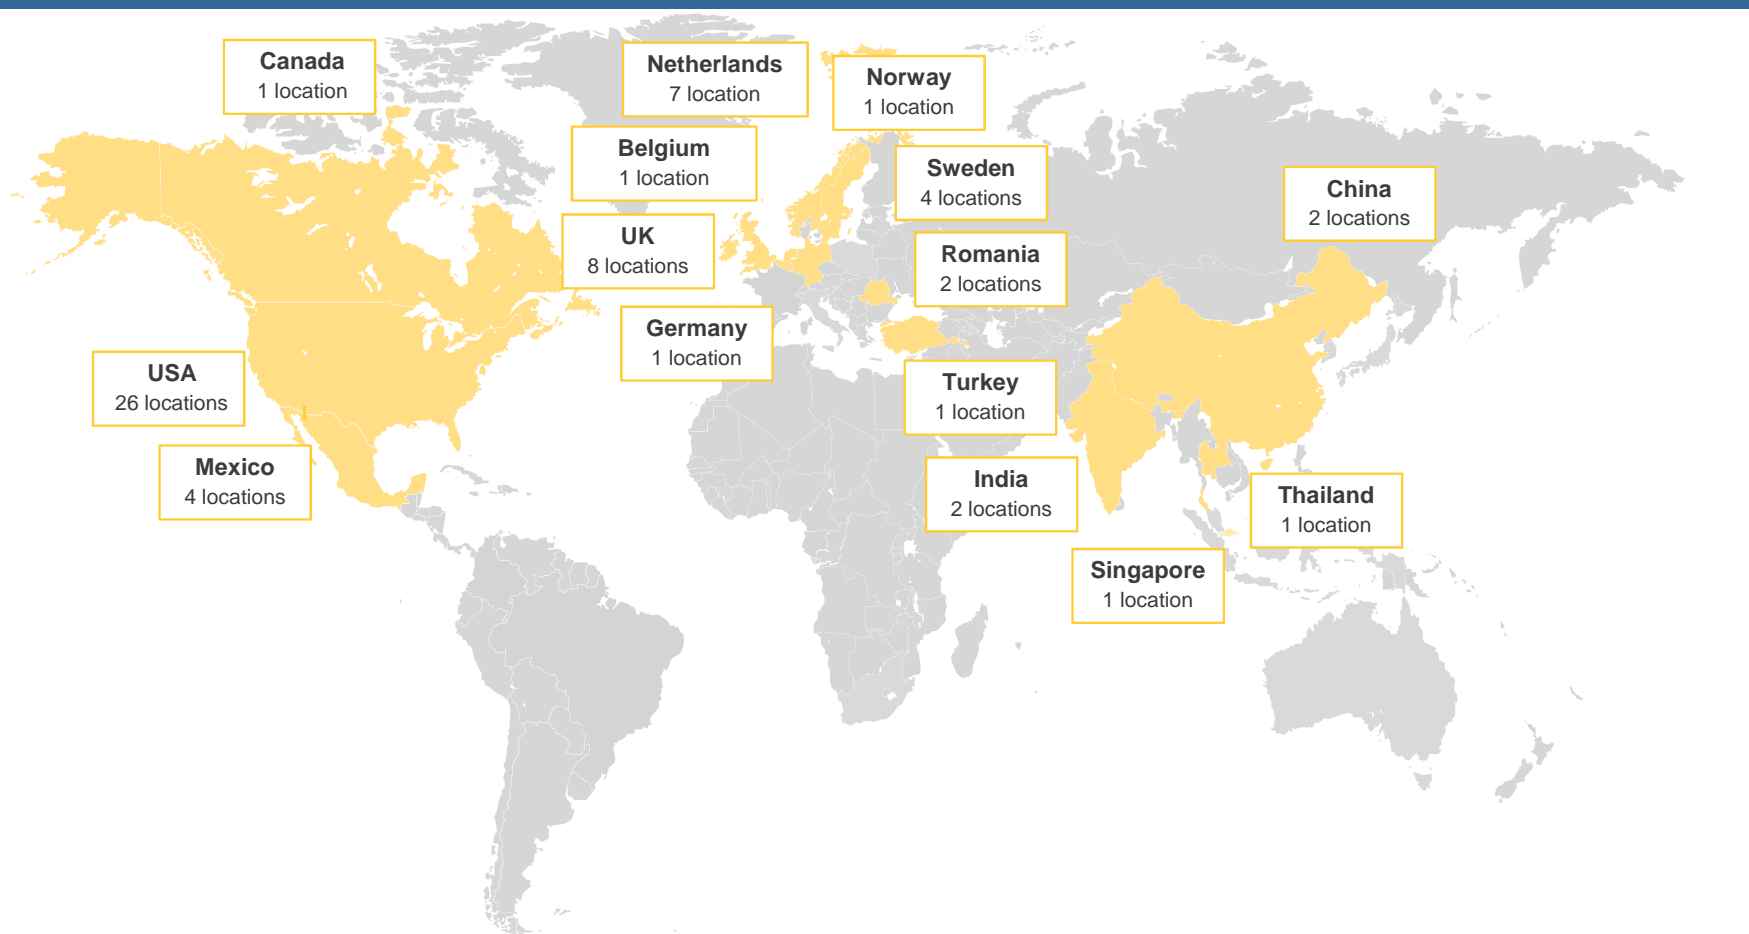 Canada
1 location
Netherlands
7 location
Norway
1 location
Belgium
1 location
Sweden
4 locations
China
2 locations
UK
8 locations
Romania
2 locations
Germany
1 location
USA
26 locations
Turkey
1 location
Mexico
4 locations
India
2 locations
Thailand
1 location
Singapore
1 location